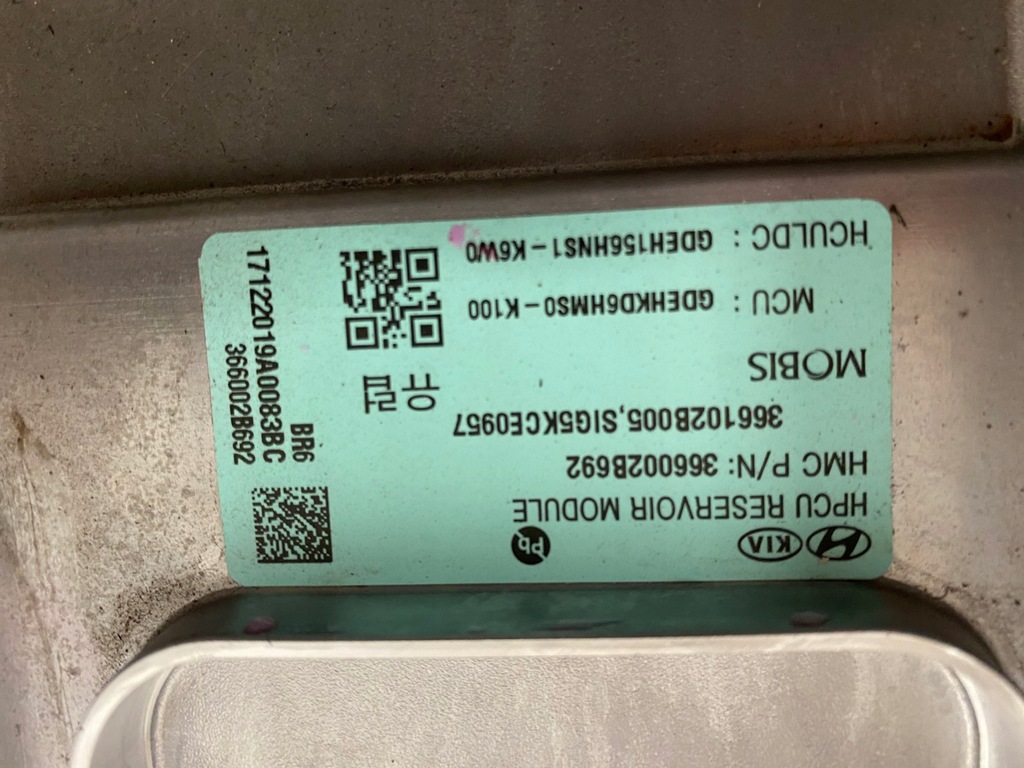 KIA
Pb
HPCU RESERVOIR MODULE
HMC P/N: 366002B692
366102B005,SIG5KCE0957
MOBIS
MCU : GDEHKD6HMS0-K100
HCULDC : GDEH156HNS1-K6W0
유럽
BR6
171222019A0083BC
366002B692